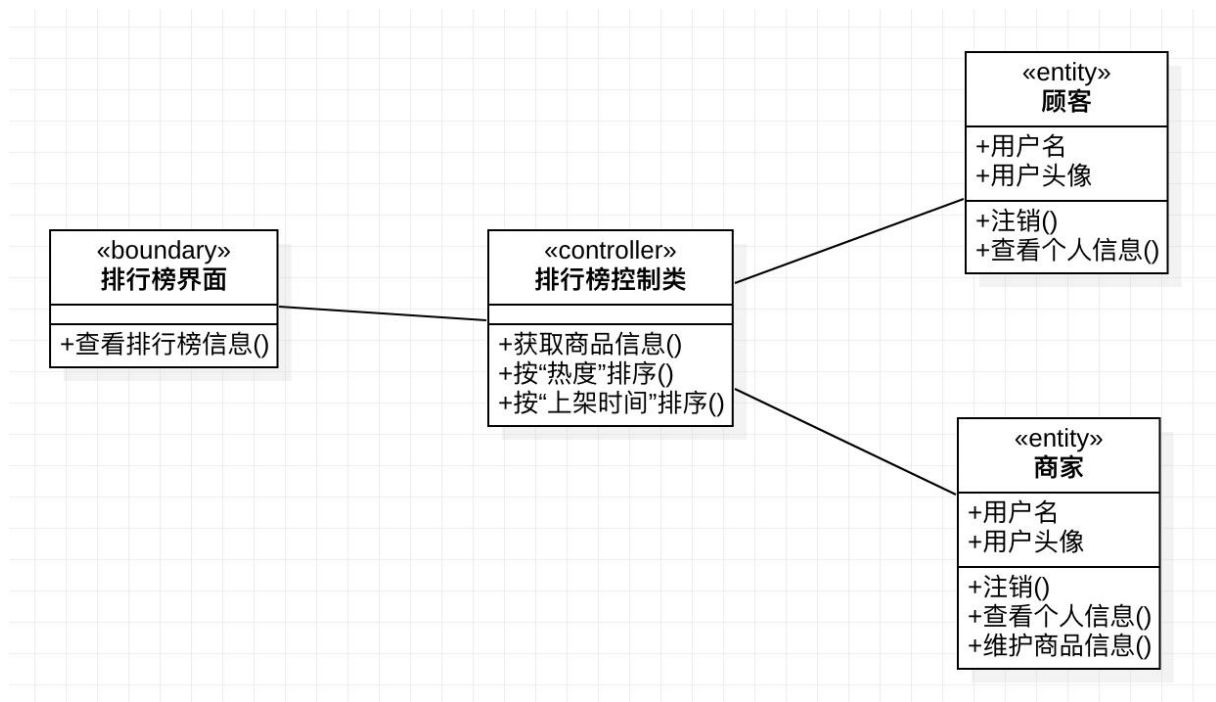 «boundary»
排行榜界面
+查看排行榜信息()
«controller»
排行榜控制类
+获取商品信息()
+按“热度”排序()
+按“上架时间”排序()
«entity»
顾客
+用户名
+用户头像
+注销()
+查看个人信息()
«entity»
商家
+用户名
+用户头像
+注销()
+查看个人信息()
+维护商品信息()